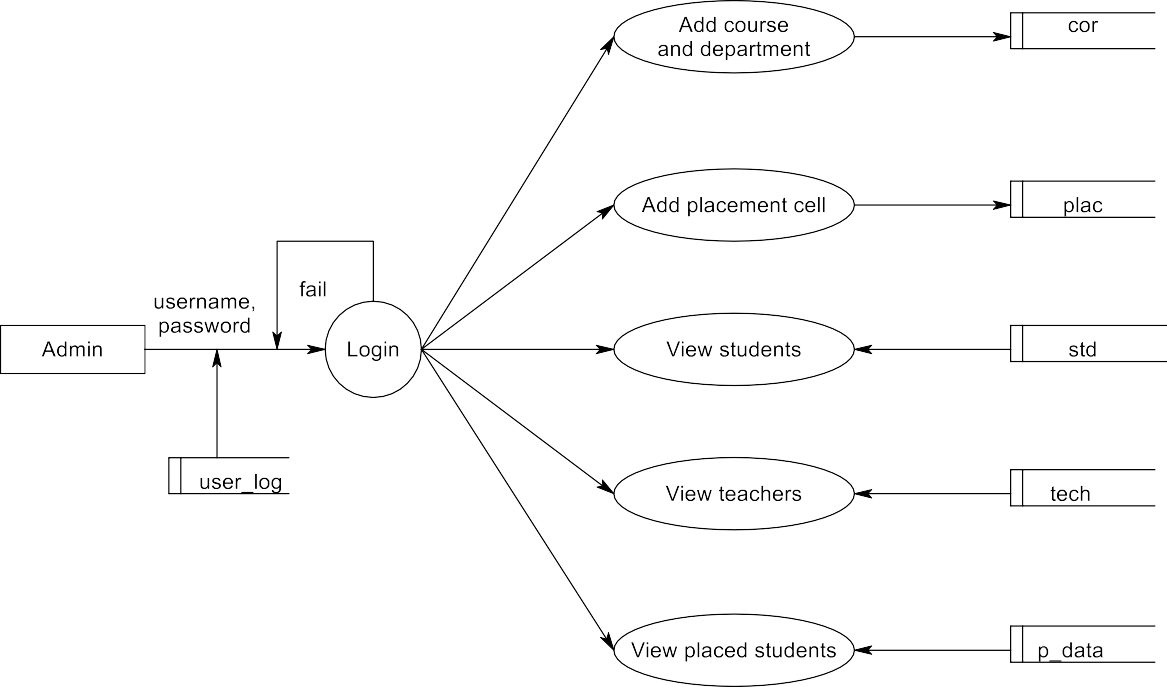 Add course
and department
cor
Add placement cell
plac
fail
username,
password
Admin
Login
View students
std
user_log
View teachers
tech
View placed students
p_data